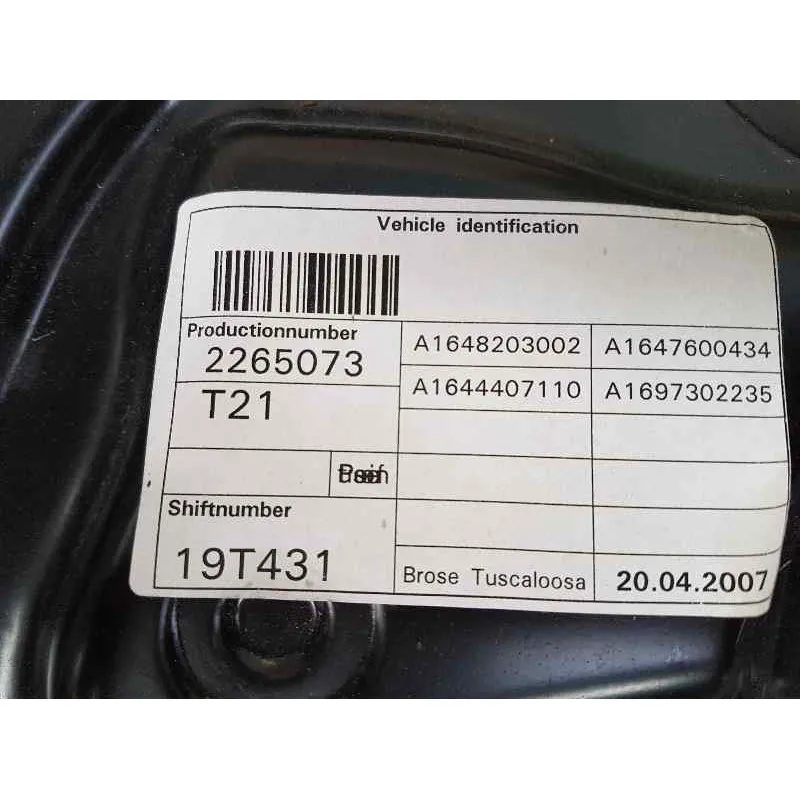 Vehicle identification
Productionnumber
2265073
T21
Shiftnumber
19T431
A1648203002 A1647600434
A1644407110 A1697302235
Brose Tuscaloosa 20.04.2007